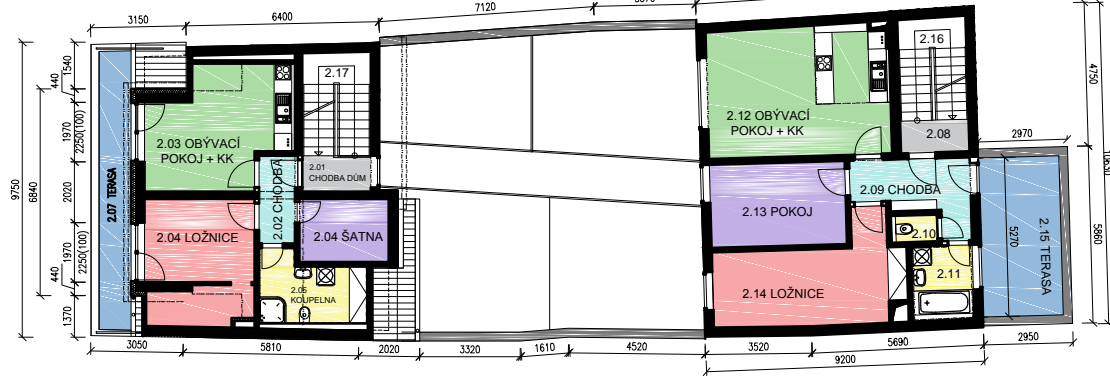 3150
6400
7120
2.17
2.16
2.03 OBÝVACÍ
POKOJ + KK
2.12 OBÝVACÍ
POKOJ + KK
2.08
2.01
CHODBA DŮM
2.02 CHODBA
2.07 TERASA
2.04 LOŽNICE
2.04 ŠATNA
2.05
KOUPELNA
2.13 POKOJ
2.09 CHODBA
2.10
2.11
2.14 LOŽNICE
2.15 TERASA
5270
9750
6840
1540
440
1970
2250(100)
2020
1970
2250(100)
440
1370
4750
2970
5860
3050
5810
2020
3320
1610
4520
3520
5690
9200
2950